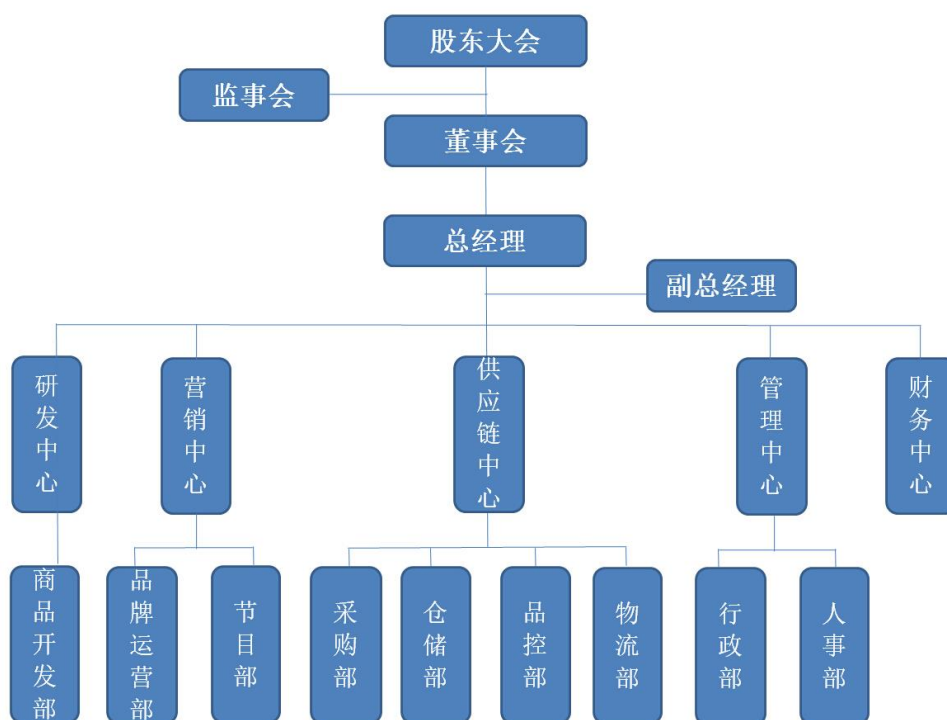 股东大会
监事会
董事会
总经理
副总经理
研发中心
营销中心
供应链中心
管理中心
财务中心
商品开发部
品牌运营部
节目部
采购部
仓储部
品控部
物流部
行政部
人事部